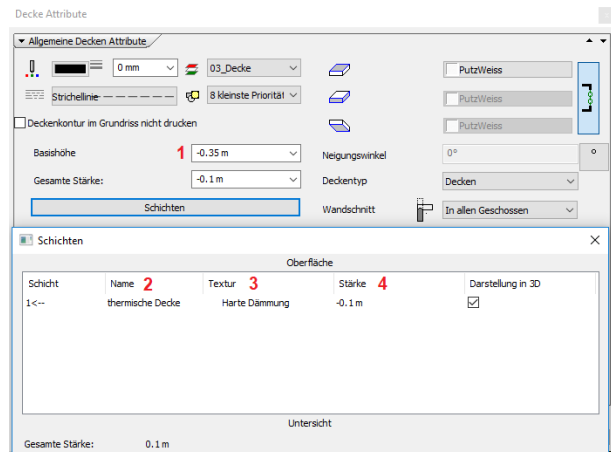 Decke Attribute
Allgemeine Decken Attribute
0 mm 03_Decke PutzWeiss
Strichellinie 8 kleinste Priorität PutzWeiss
Deckenkontur im Grundriss nicht drucken PutzWeiss
Basishöhe 1 -0.35 m Neigungswinkel 0° °
Gesamte Stärke: -0.1 m Deckentyp Decken
Schichten Wandschnitt In allen Geschossen
Schichten
Oberfläche
Schicht Name 2 Textur 3 Stärke 4 Darstellung in 3D
1<-- thermische Decke Harte Dämmung -0.1 m
Untersicht
Gesamte Stärke: 0.1 m